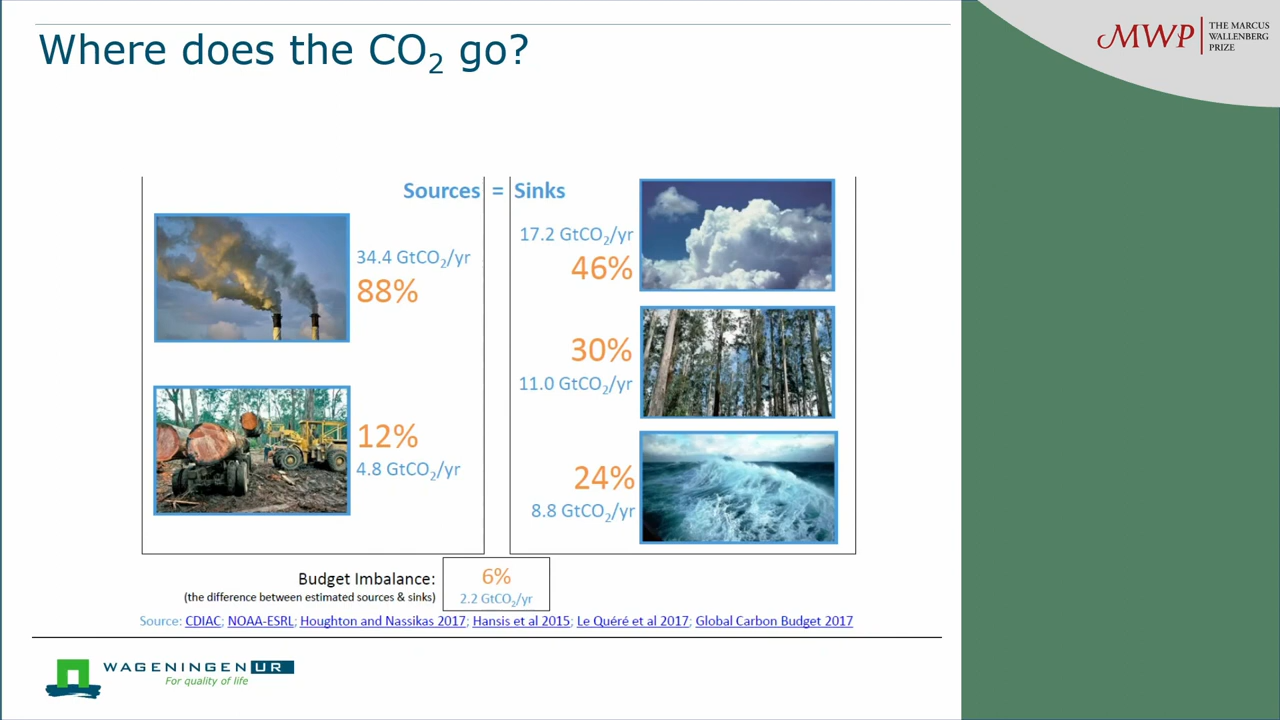 Where does the CO₂ go?
MWP
THE MARCUS
WALLENBERG
PRIZE
Sources = Sinks
34.4 GtCO₂/yr
88%
12%
4.8 GtCO₂/yr
17.2 GtCO₂/yr
46%
30%
11.0 GtCO₂/yr
24%
8.8 GtCO₂/yr
Budget Imbalance:
(the difference between estimated sources & sinks)
6%
2.2 GtCO₂/yr
Source: CDIAC; NOAA-ESRL; Houghton and Nassikas 2017; Hansis et al 2015; Le Quéré et al 2017; Global Carbon Budget 2017
WAGENINGEN UR
For quality of life